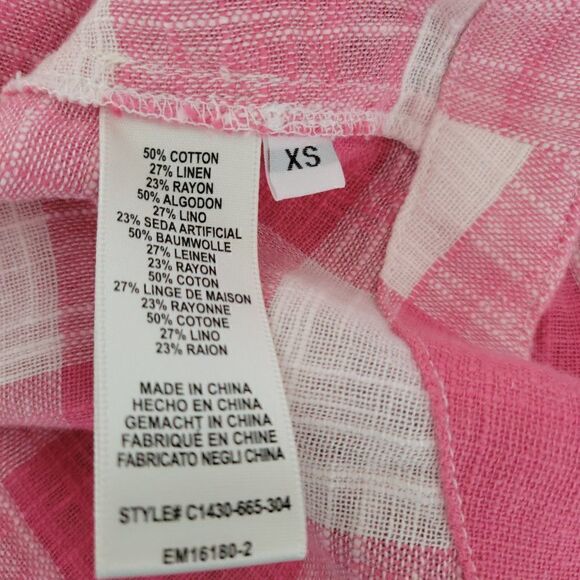 50% COTTON
27% LINEN
23% RAYON
50% ALGODON
27% LINO
23% SEDA ARTIFICIAL
50% BAUMWOLLE
27% LEINEN
23% RAYON
50% COTON
27% LINGE DE MAISON
23% RAYONNE
50% COTONE
27% LINO
23% RAION
MADE IN CHINA
HECHO EN CHINA
GEMACHT IN CHINA
FABRIQUÉ EN CHINE
FABRICATO NEGLI CHINA
STYLE# C1430-665-304
EM16180-2
XS